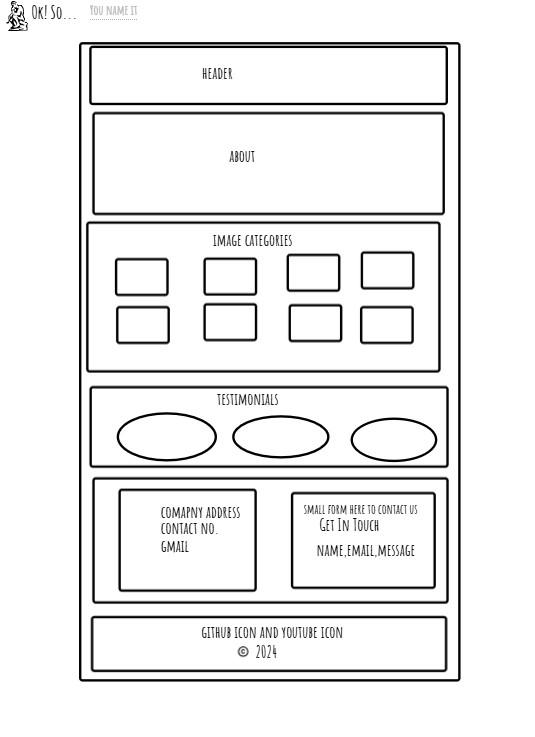 Ok! So... YOU NAME IT
HEADER
ABOUT
IMAGE CATEGORIES
TESTIMONIALS
COMAPNY ADDRESS
CONTACT NO.
GMAIL
SMALL FORM HERE TO CONTACT US
Get In Touch
NAME,EMAIL,MESSAGE
GITHUB ICON AND YOUTUBE ICON
© 2024